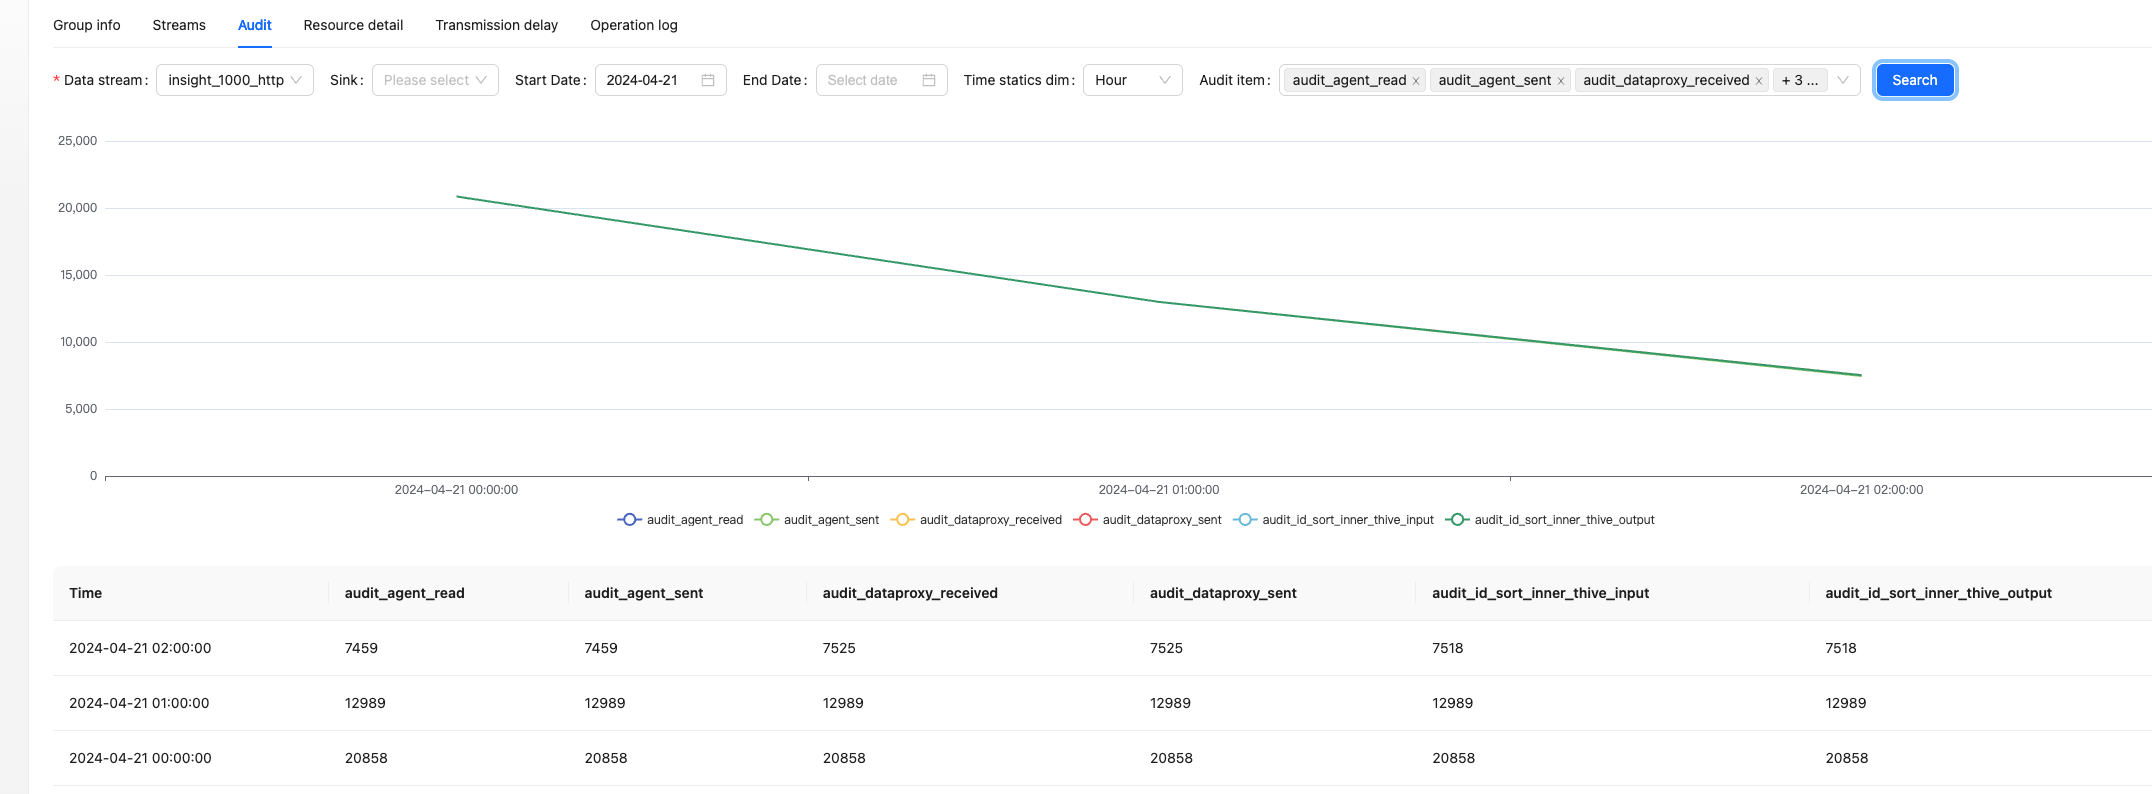 Group info Streams Audit Resource detail Transmission delay Operation log
* Data stream: insight_1000_http Sink: Please select Start Date: 2024-04-21 End Date: Select date Time statics dim: Hour Audit item: audit_agent_read × audit_agent_sent × audit_dataproxy_received × + 3 ... Search
25,000
20,000
15,000
10,000
5,000
0
2024-04-21 00:00:00 2024-04-21 01:00:00 2024-04-21 02:00:00
audit_agent_read audit_agent_sent audit_dataproxy_received audit_dataproxy_sent audit_id_sort_inner_thive_input audit_id_sort_inner_thive_output
Time audit_agent_read audit_agent_sent audit_dataproxy_received audit_dataproxy_sent audit_id_sort_inner_thive_input audit_id_sort_inner_thive_output
2024-04-21 02:00:00 7459 7459 7525 7525 7518 7518
2024-04-21 01:00:00 12989 12989 12989 12989 12989 12989
2024-04-21 00:00:00 20858 20858 20858 20858 20858 20858